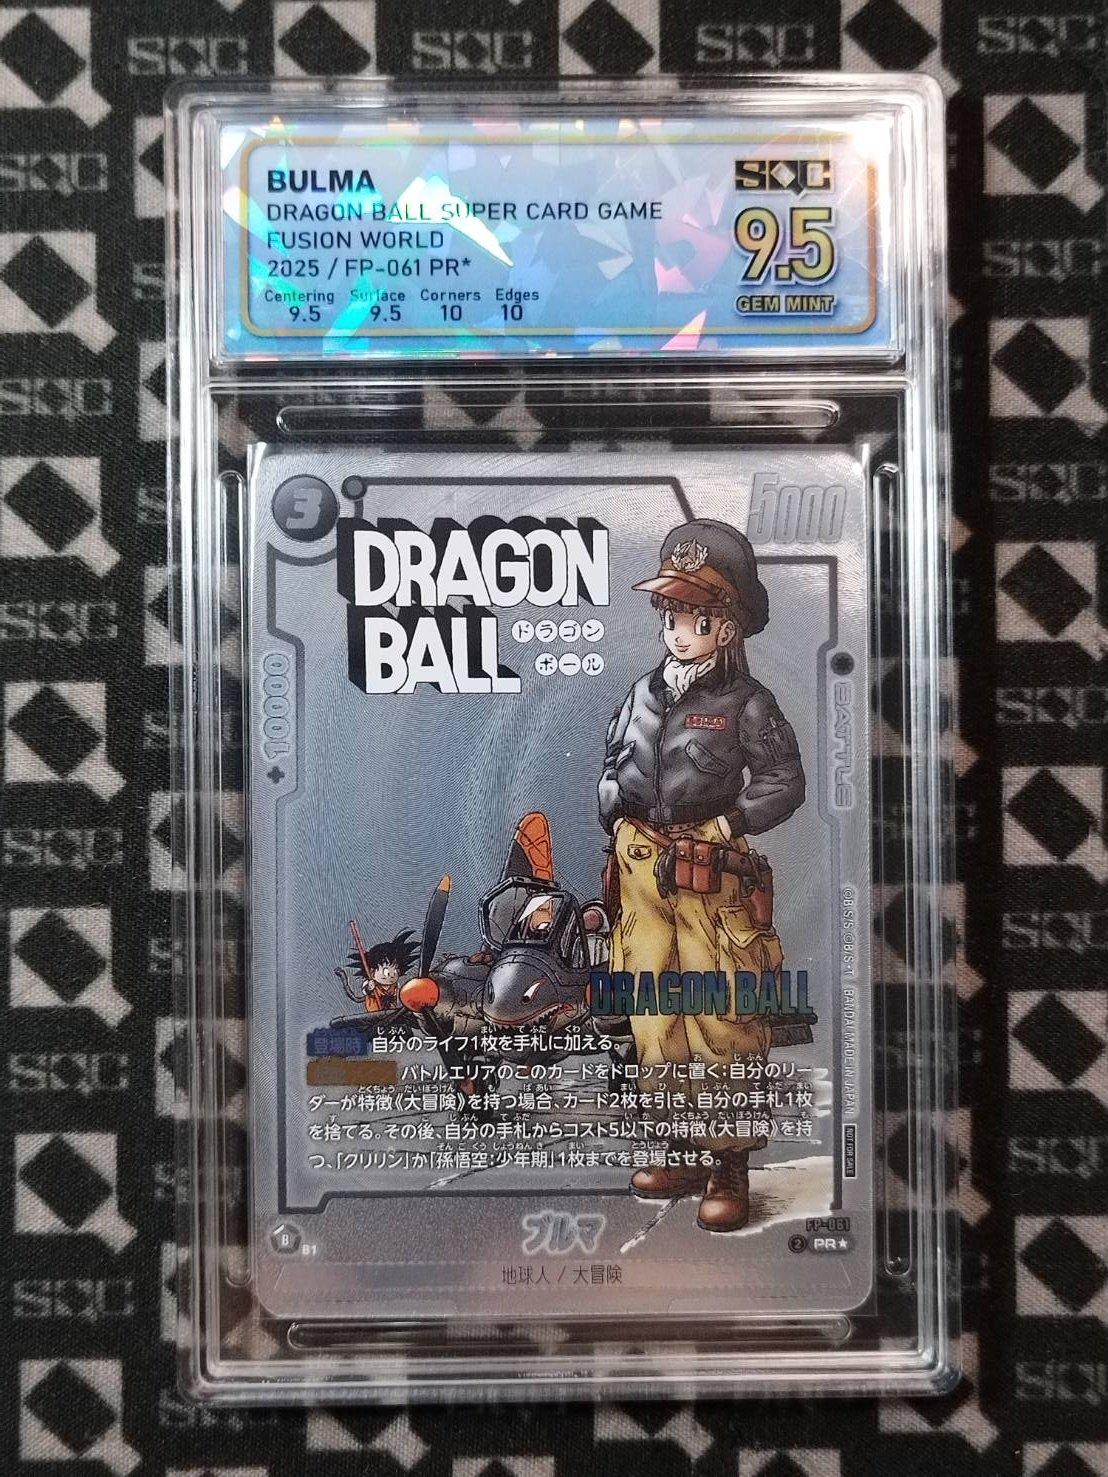 BULMA
DRAGON BALL SUPER CARD GAME
FUSION WORLD
2025 / FP-061 PR*
Centering Surface Corners Edges
9.5 9.5 10 10
SQC
9.5
GEM MINT
3
5000
DRAGON
BALL
ドラゴン
ボール
+10000
BATTLE
BULMA
DRAGON BALL
登場時 自分のライフ1枚を手札に加える。
バトルエリアのこのカードをドロップに置く:自分のリー
ダーが特徴《大冒険》を持つ場合、カード2枚を引き、自分の手札1枚
を捨てる。その後、自分の手札からコスト5以下の特徴《大冒険》を持
つ、「クリリン」か「孫悟空:少年期」1枚までを登場させる。
©B/S/S ©B/S・T BANDAI MADE IN JAPAN
NOT FOR SALE
FP-061
② PR★
B
B1
ブルマ
地球人 / 大冒険